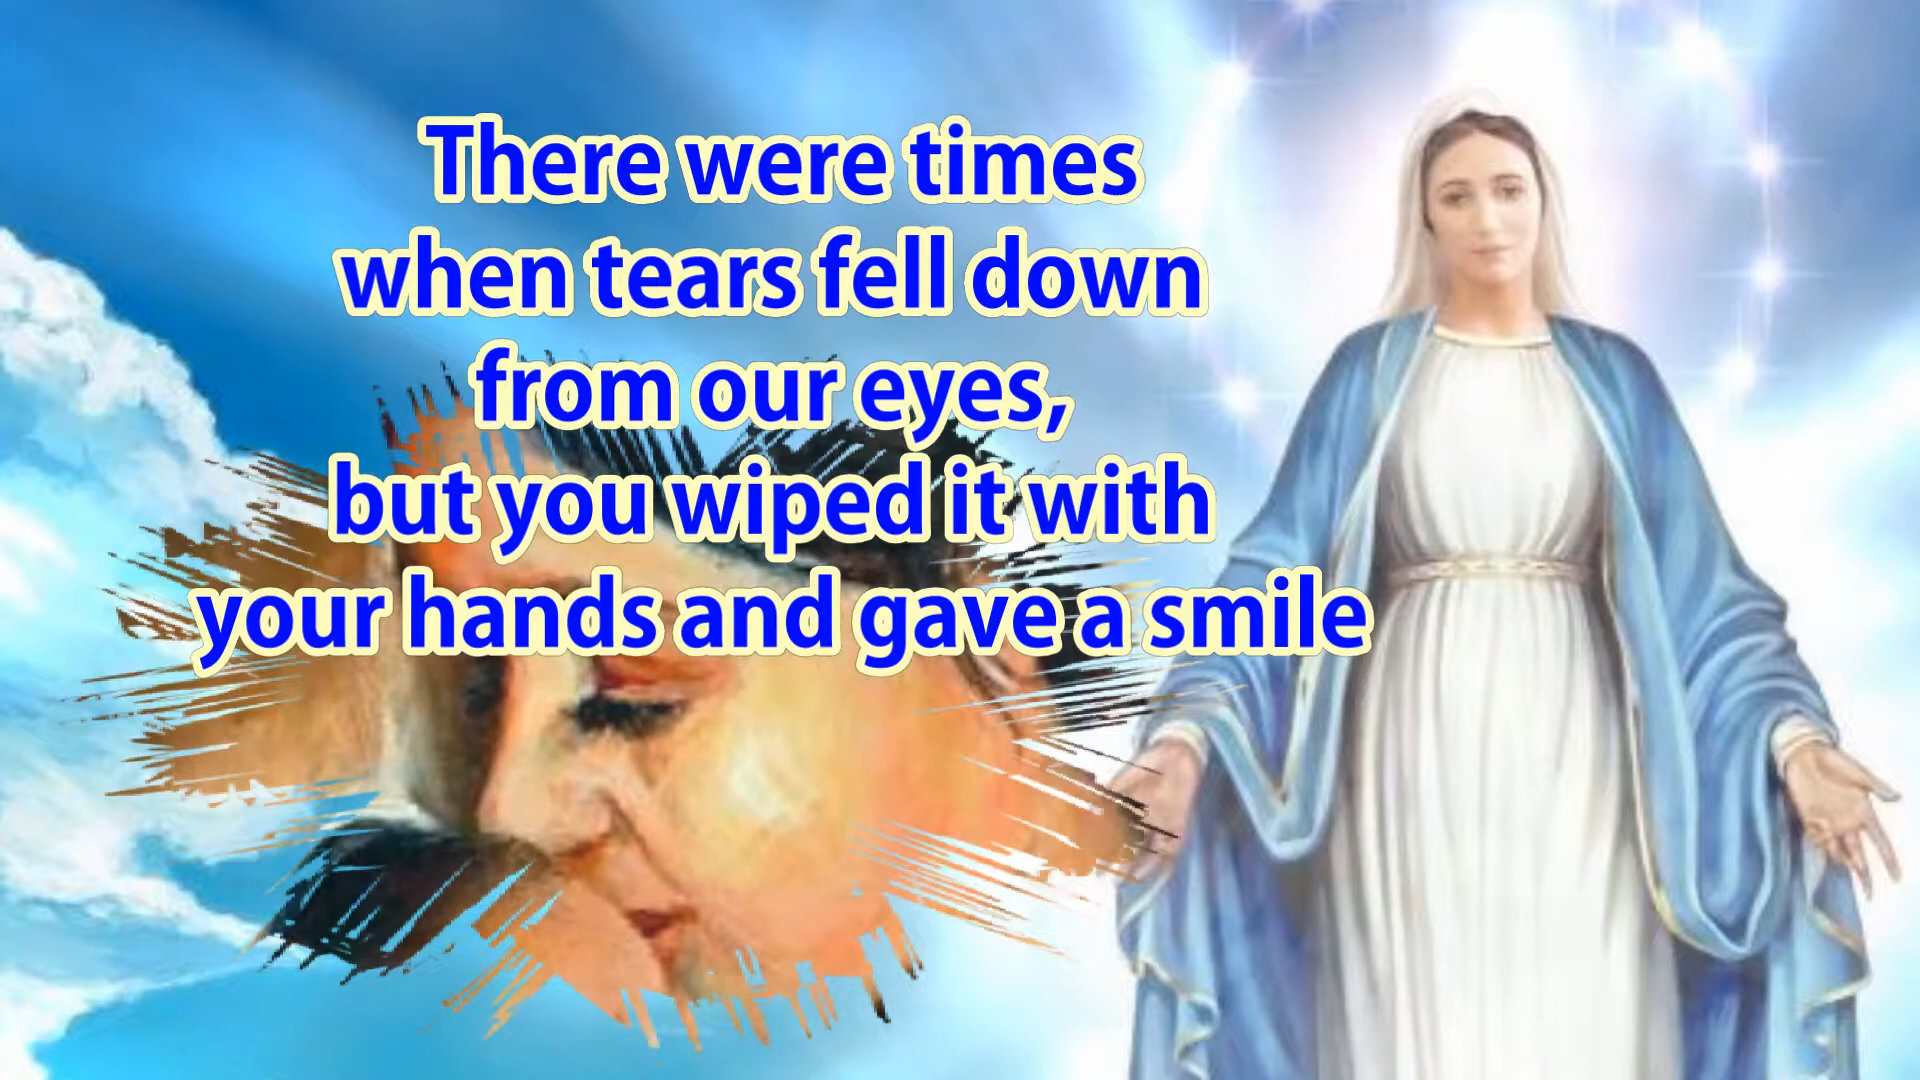 There were times
when tears fell down
from our eyes,
but you wiped it with
your hands and gave a smile